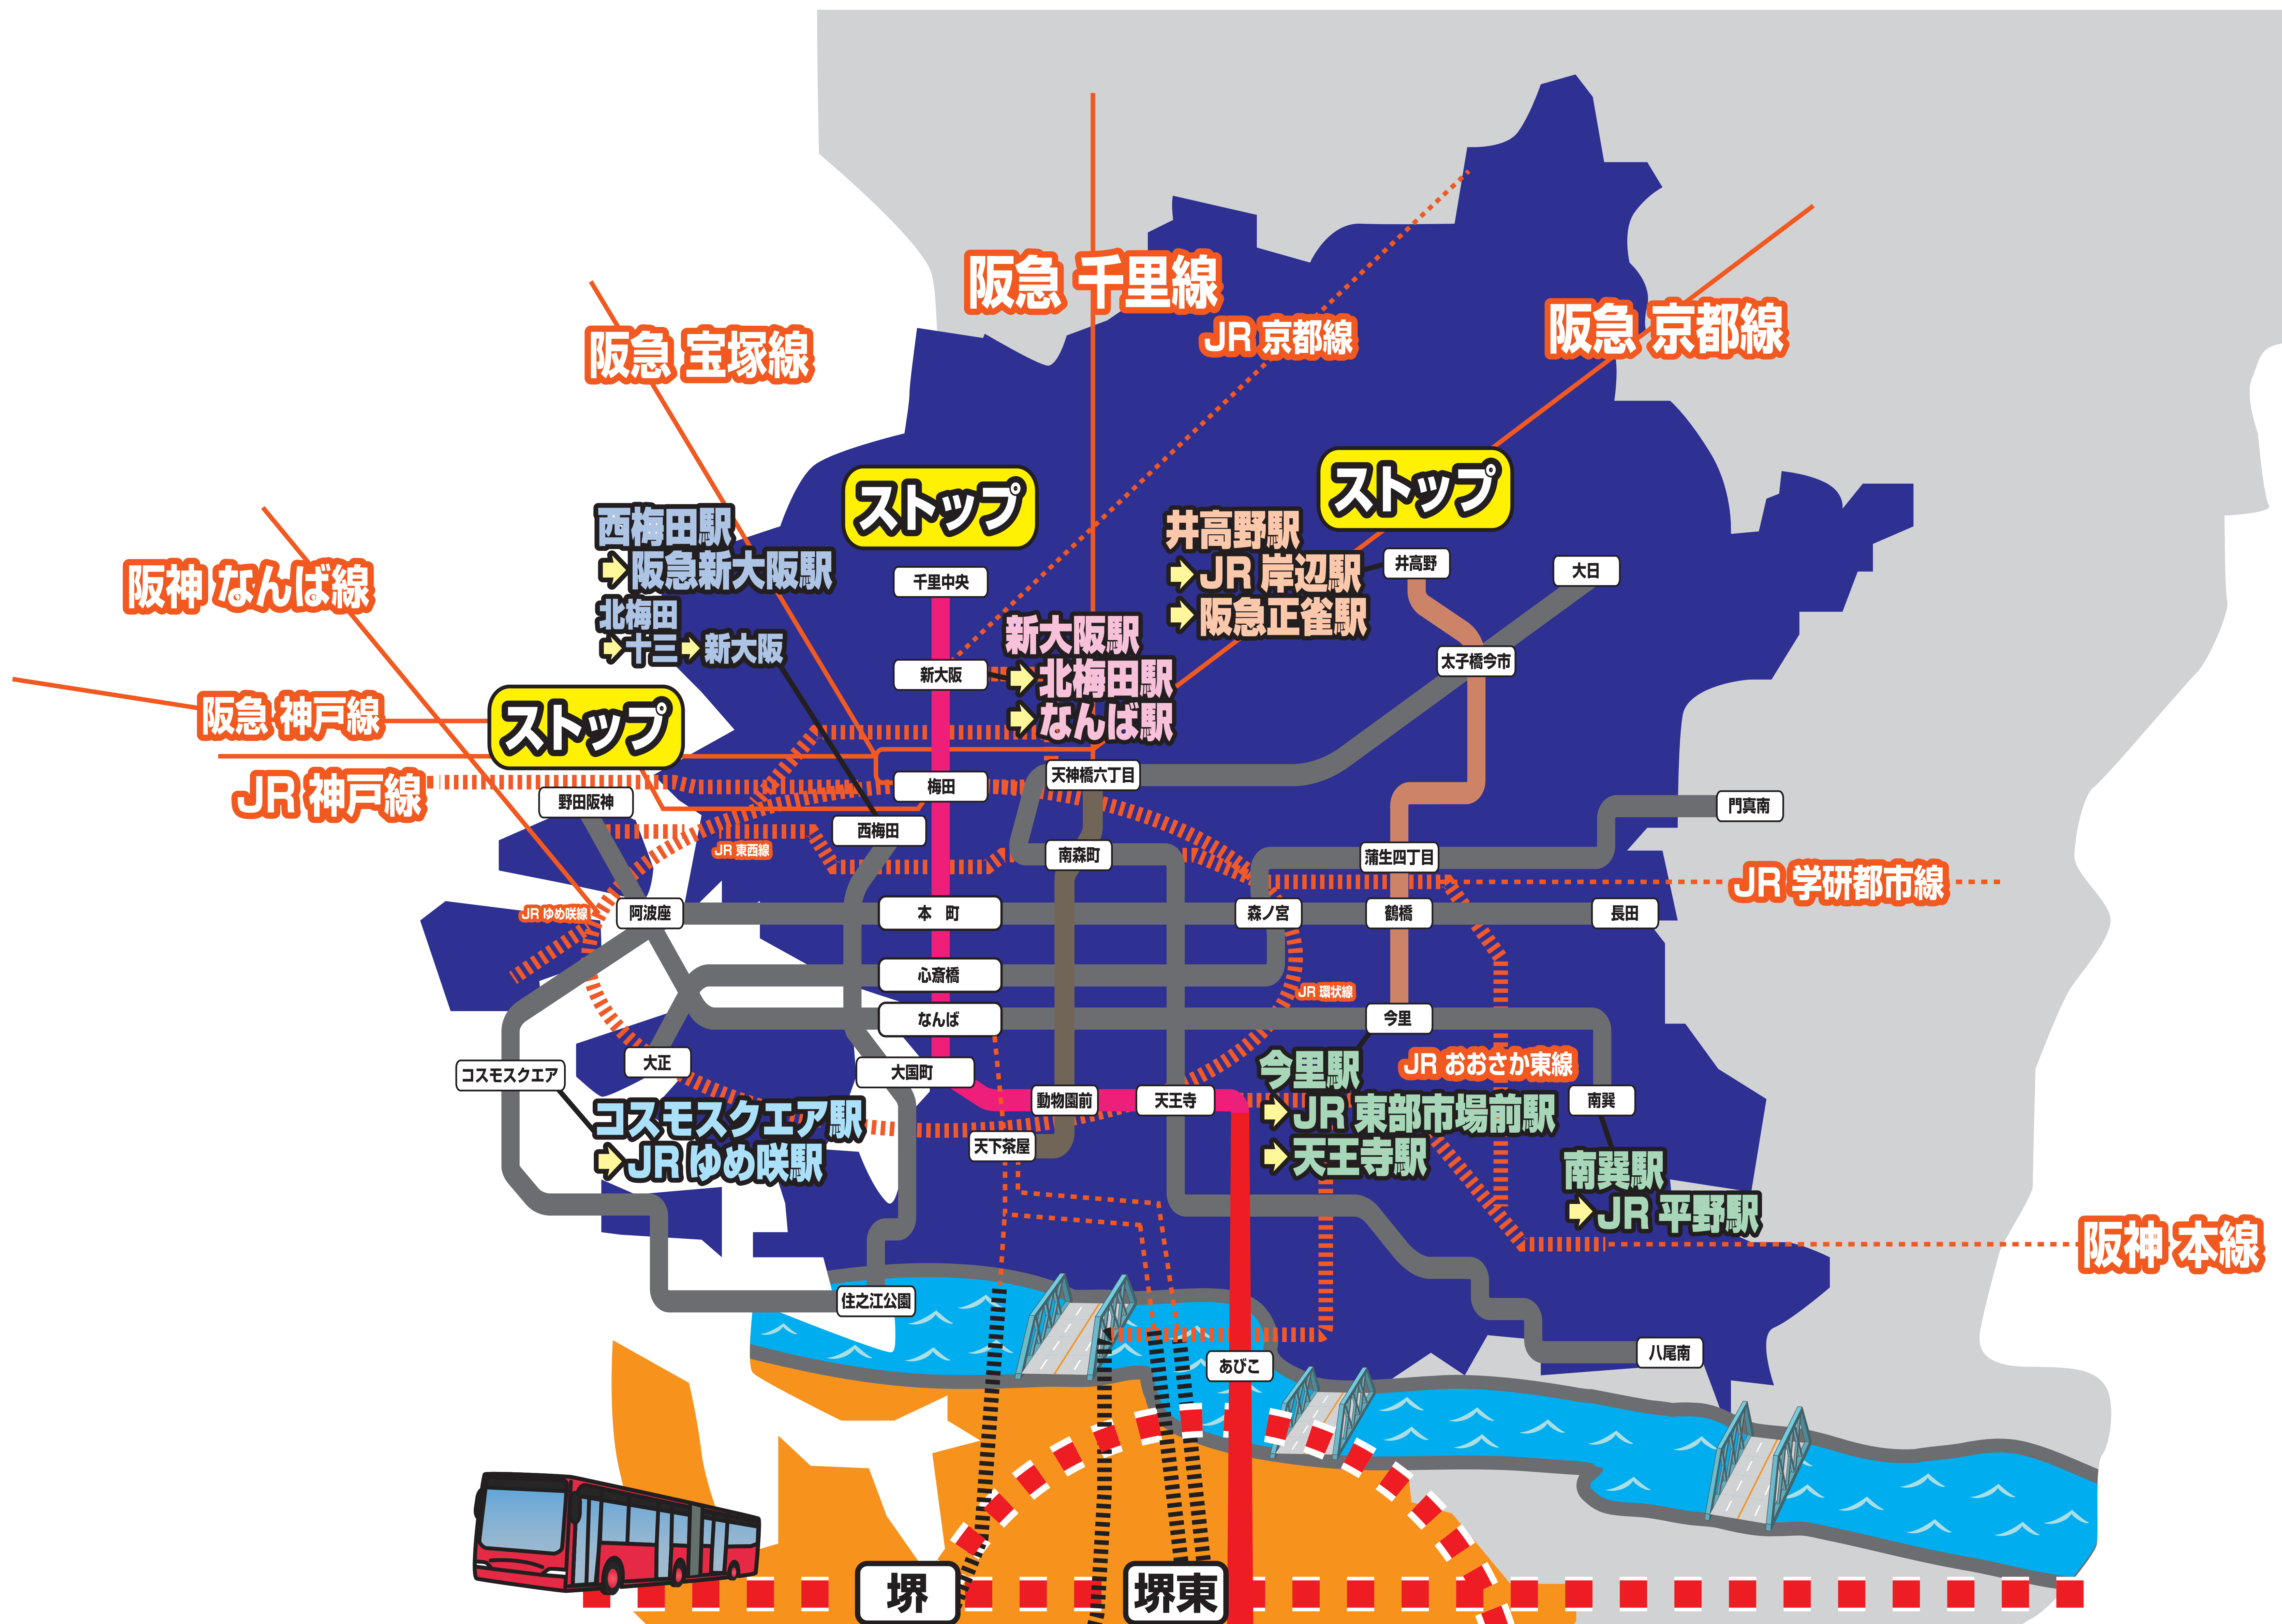 阪急 千里線
JR 京都線
阪急 京都線
阪急 宝塚線
ストップ
ストップ
西梅田駅
阪急新大阪駅
北梅田
十三 新大阪
井高野駅
JR 岸辺駅
阪急正雀駅
井高野
大日
千里中央
阪神 なんば線
新大阪駅
北梅田駅
なんば駅
新大阪
太子橋今市
阪急 神戸線
ストップ
JR 神戸線
野田阪神
梅田
天神橋六丁目
門真南
西梅田
JR 東西線
南森町
蒲生四丁目
JR 学研都市線
JR ゆめ咲線
阿波座
本 町
森ノ宮
鶴橋
長田
心斎橋
JR 環状線
なんば
今里
コスモスクエア
大正
大国町
今里駅
JR 東部市場前駅
天王寺駅
JR おおさか東線
動物園前
天王寺
南巽
コスモスクエア駅
JR ゆめ咲駅
天下茶屋
南巽駅
JR 平野駅
阪神 本線
住之江公園
あびこ
八尾南
堺
堺東